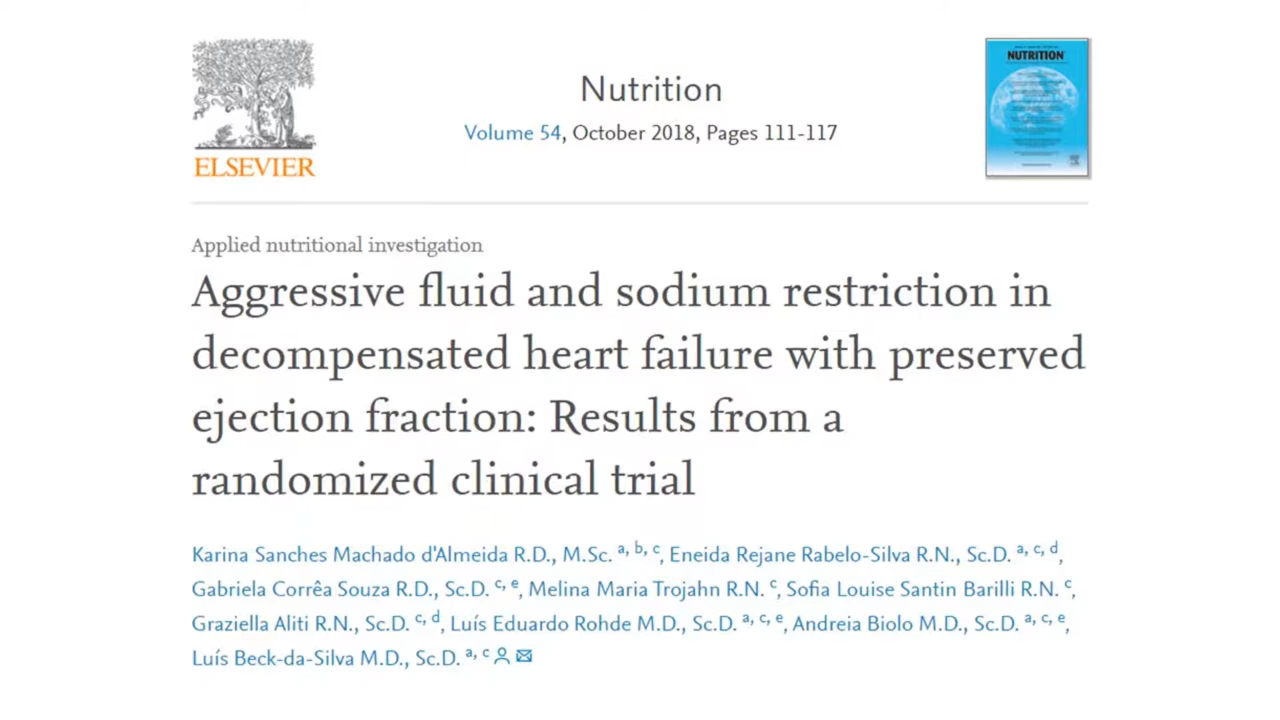 ELSEVIER
Nutrition
Volume 54, October 2018, Pages 111-117
NUTRITION
Applied nutritional investigation
Aggressive fluid and sodium restriction in
decompensated heart failure with preserved
ejection fraction: Results from a
randomized clinical trial
Karina Sanches Machado d'Almeida R.D., M.Sc. a, b, c, Eneida Rejane Rabelo-Silva R.N., Sc.D. a, c, d,
Gabriela Corrêa Souza R.D., Sc.D. c, e, Melina Maria Trojahn R.N. c, Sofia Louise Santin Barilli R.N. c,
Graziella Aliti R.N., Sc.D. c, d, Luís Eduardo Rohde M.D., Sc.D. a, c, e, Andreia Biolo M.D., Sc.D. a, c, e,
Luís Beck-da-Silva M.D., Sc.D. a, c